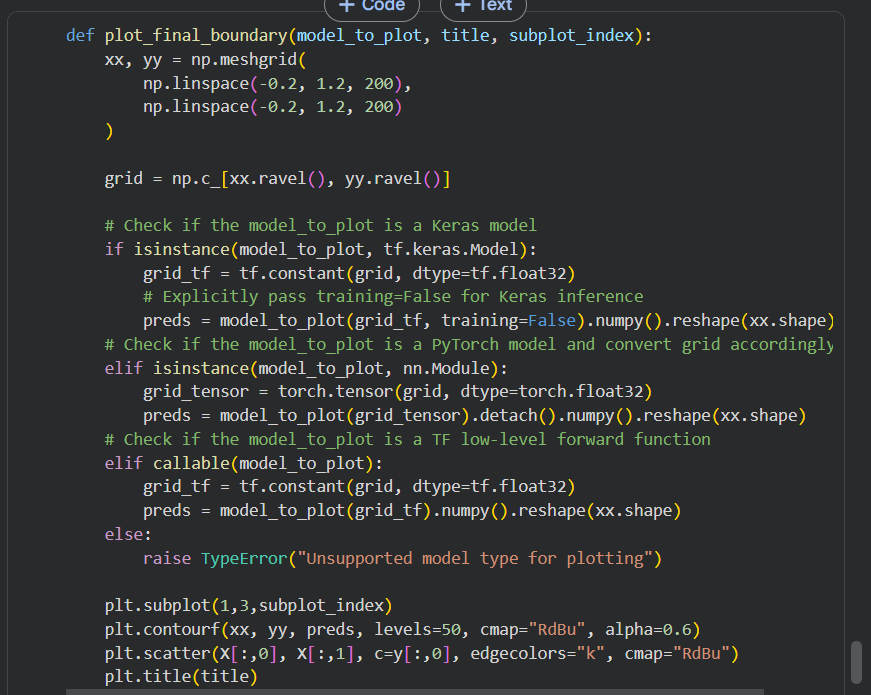 + Code
+ Text
def plot_final_boundary(model_to_plot, title, subplot_index):
    xx, yy = np.meshgrid(
        np.linspace(-0.2, 1.2, 200),
        np.linspace(-0.2, 1.2, 200)
    )

    grid = np.c_[xx.ravel(), yy.ravel()]

    # Check if the model_to_plot is a Keras model
    if isinstance(model_to_plot, tf.keras.Model):
        grid_tf = tf.constant(grid, dtype=tf.float32)
        # Explicitly pass training=False for Keras inference
        preds = model_to_plot(grid_tf, training=False).numpy().reshape(xx.shape)
    # Check if the model_to_plot is a PyTorch model and convert grid accordingly
    elif isinstance(model_to_plot, nn.Module):
        grid_tensor = torch.tensor(grid, dtype=torch.float32)
        preds = model_to_plot(grid_tensor).detach().numpy().reshape(xx.shape)
    # Check if the model_to_plot is a TF low-level forward function
    elif callable(model_to_plot):
        grid_tf = tf.constant(grid, dtype=tf.float32)
        preds = model_to_plot(grid_tf).numpy().reshape(xx.shape)
    else:
        raise TypeError("Unsupported model type for plotting")

    plt.subplot(1,3,subplot_index)
    plt.contourf(xx, yy, preds, levels=50, cmap="RdBu", alpha=0.6)
    plt.scatter(X[:,0], X[:,1], c=y[:,0], edgecolors="k", cmap="RdBu")
    plt.title(title)